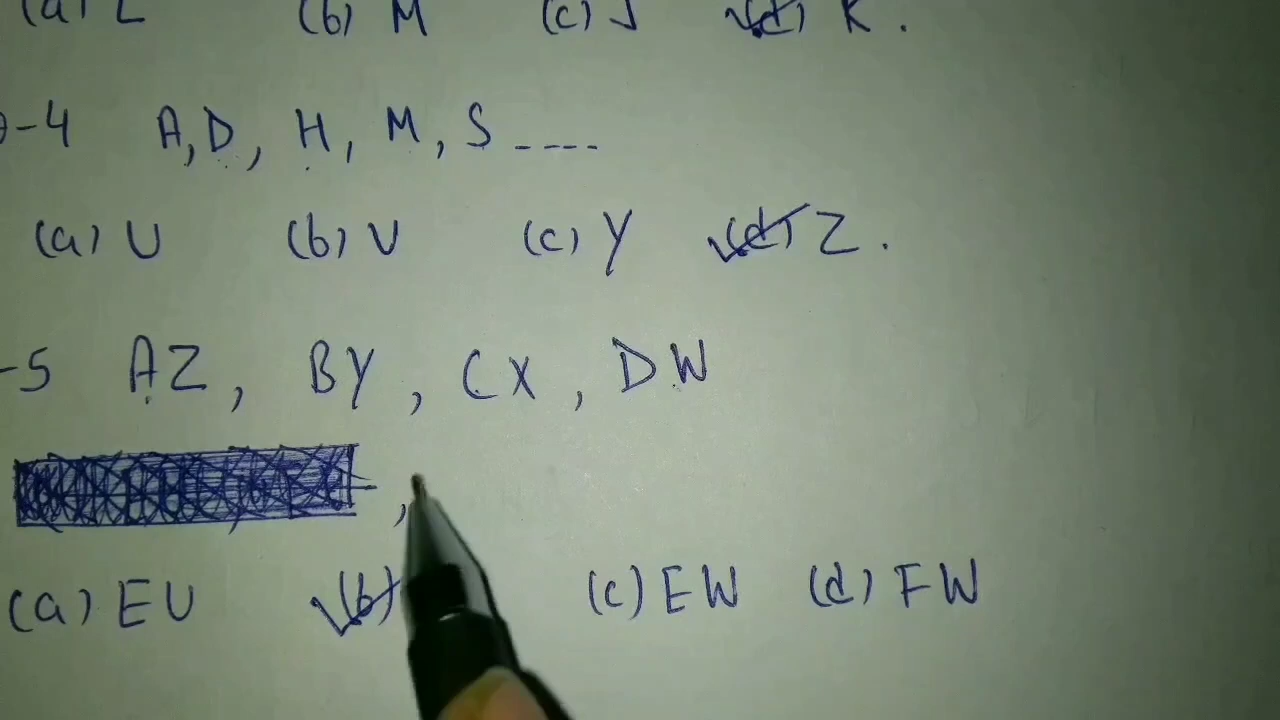 (a) L (b) M (c) J (d) K.
-4 A, D, H, M, S ----
(a) U (b) V (c) Y (d) Z.
-5 AZ, BY, CX, DW
,
(a) EU (b) (c) EW (d) FW